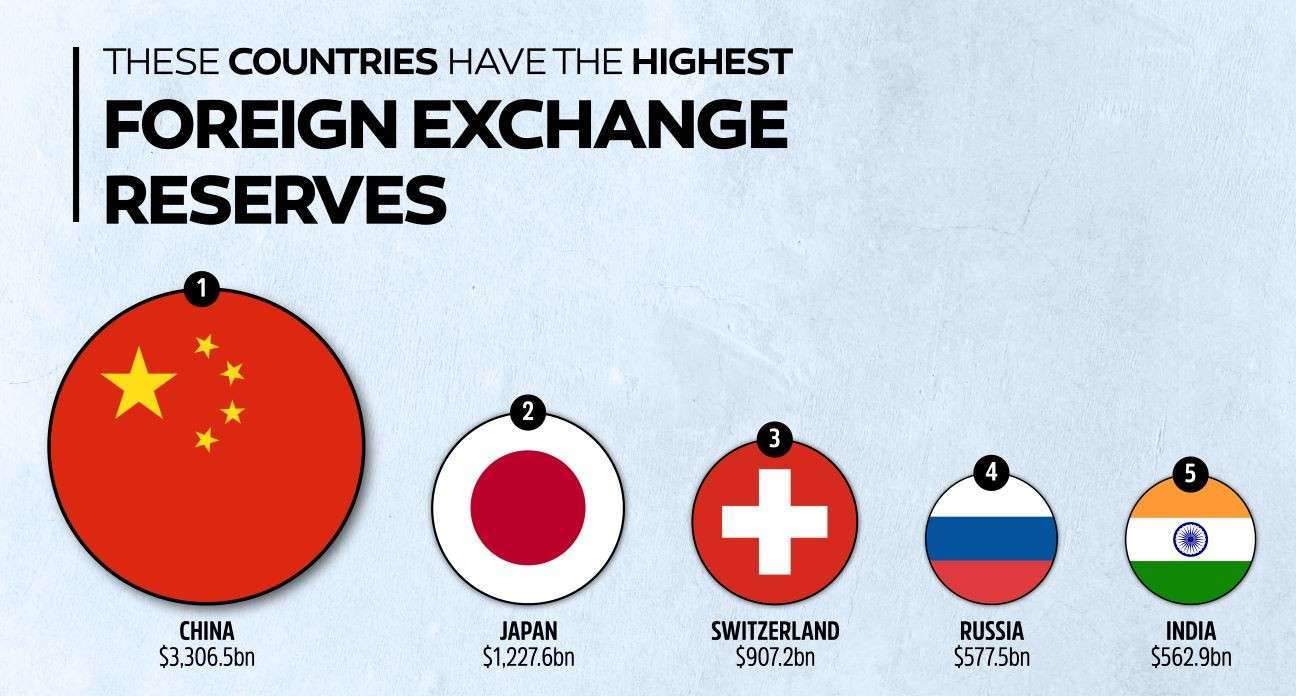 THESE COUNTRIES HAVE THE HIGHEST
FOREIGN EXCHANGE
RESERVES
1
2
3
4
5
CHINA
$3,306.5bn
JAPAN
$1,227.6bn
SWITZERLAND
$907.2bn
RUSSIA
$577.5bn
INDIA
$562.9bn